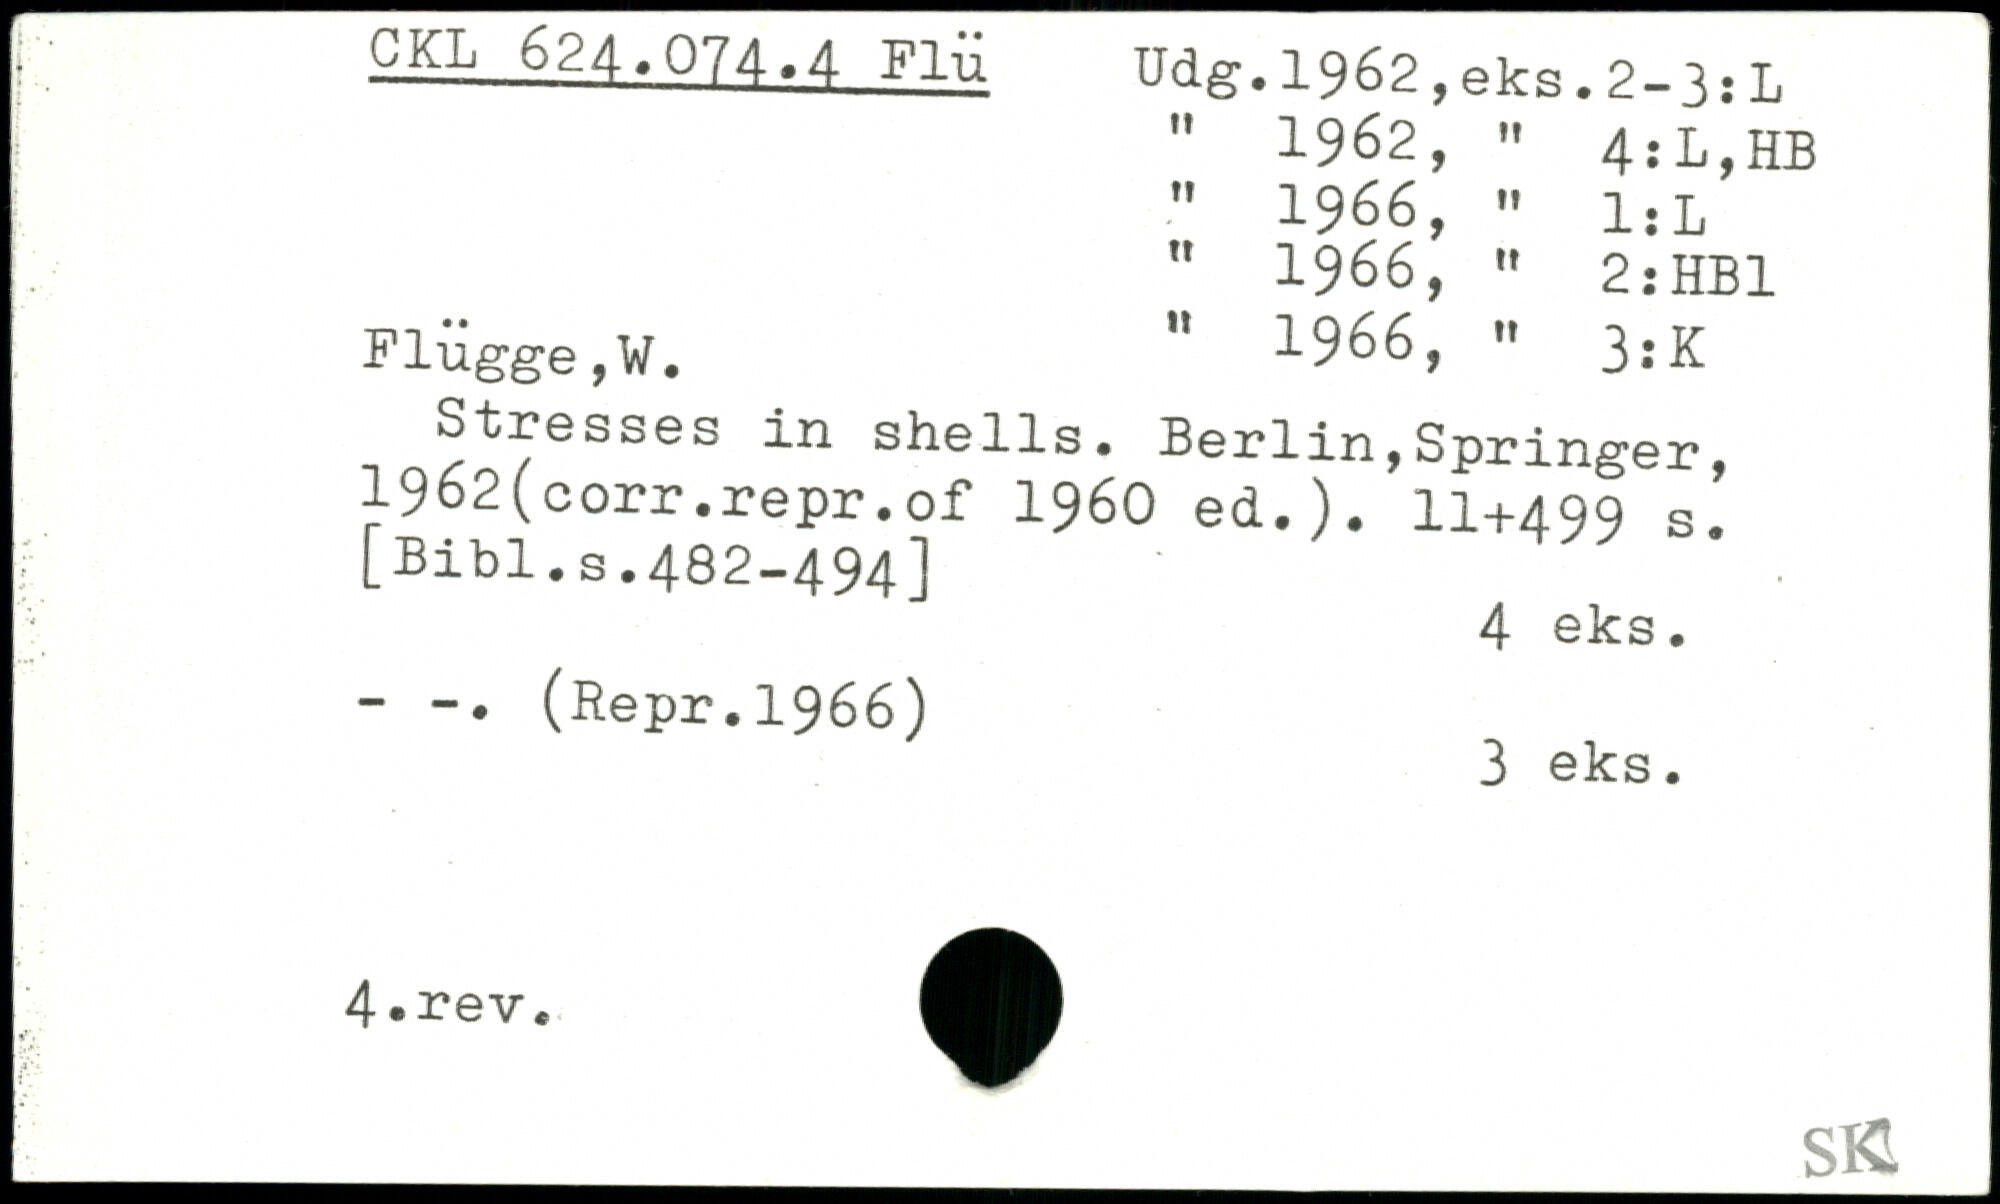 CKL 624.074.4 Flü
Udg.1962,eks.2-3:L
" 1962, " 4:L,HB
" 1966, " 1:L
" 1966, " 2:HB1
" 1966, " 3:K
Flügge,W.
Stresses in shells. Berlin,Springer,
1962(corr.repr.of 1960 ed.). 11+499 s.
[Bibl.s.482-494]
4 eks.
- -. (Repr.1966)
3 eks.
4.rev.
SK